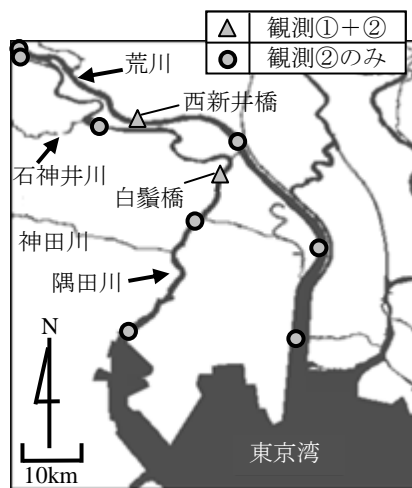 観測①+②
観測②のみ
荒川
西新井橋
石神井川
白鬚橋
神田川
隅田川
N
10km
東京湾